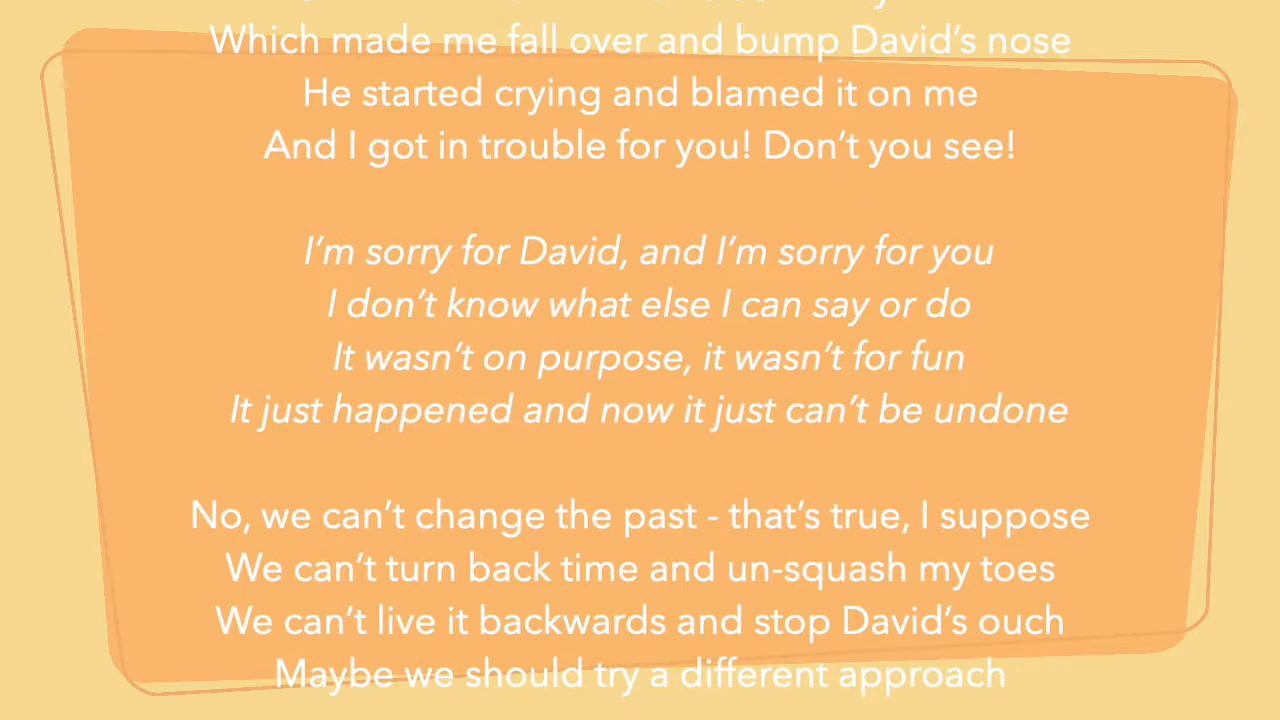 Which made me fall over and bump David’s nose
He started crying and blamed it on me
And I got in trouble for you! Don’t you see!
I’m sorry for David, and I’m sorry for you
I don’t know what else I can say or do
It wasn’t on purpose, it wasn’t for fun
It just happened and now it just can’t be undone
No, we can’t change the past - that’s true, I suppose
We can’t turn back time and un-squash my toes
We can’t live it backwards and stop David’s ouch
Maybe we should try a different approach